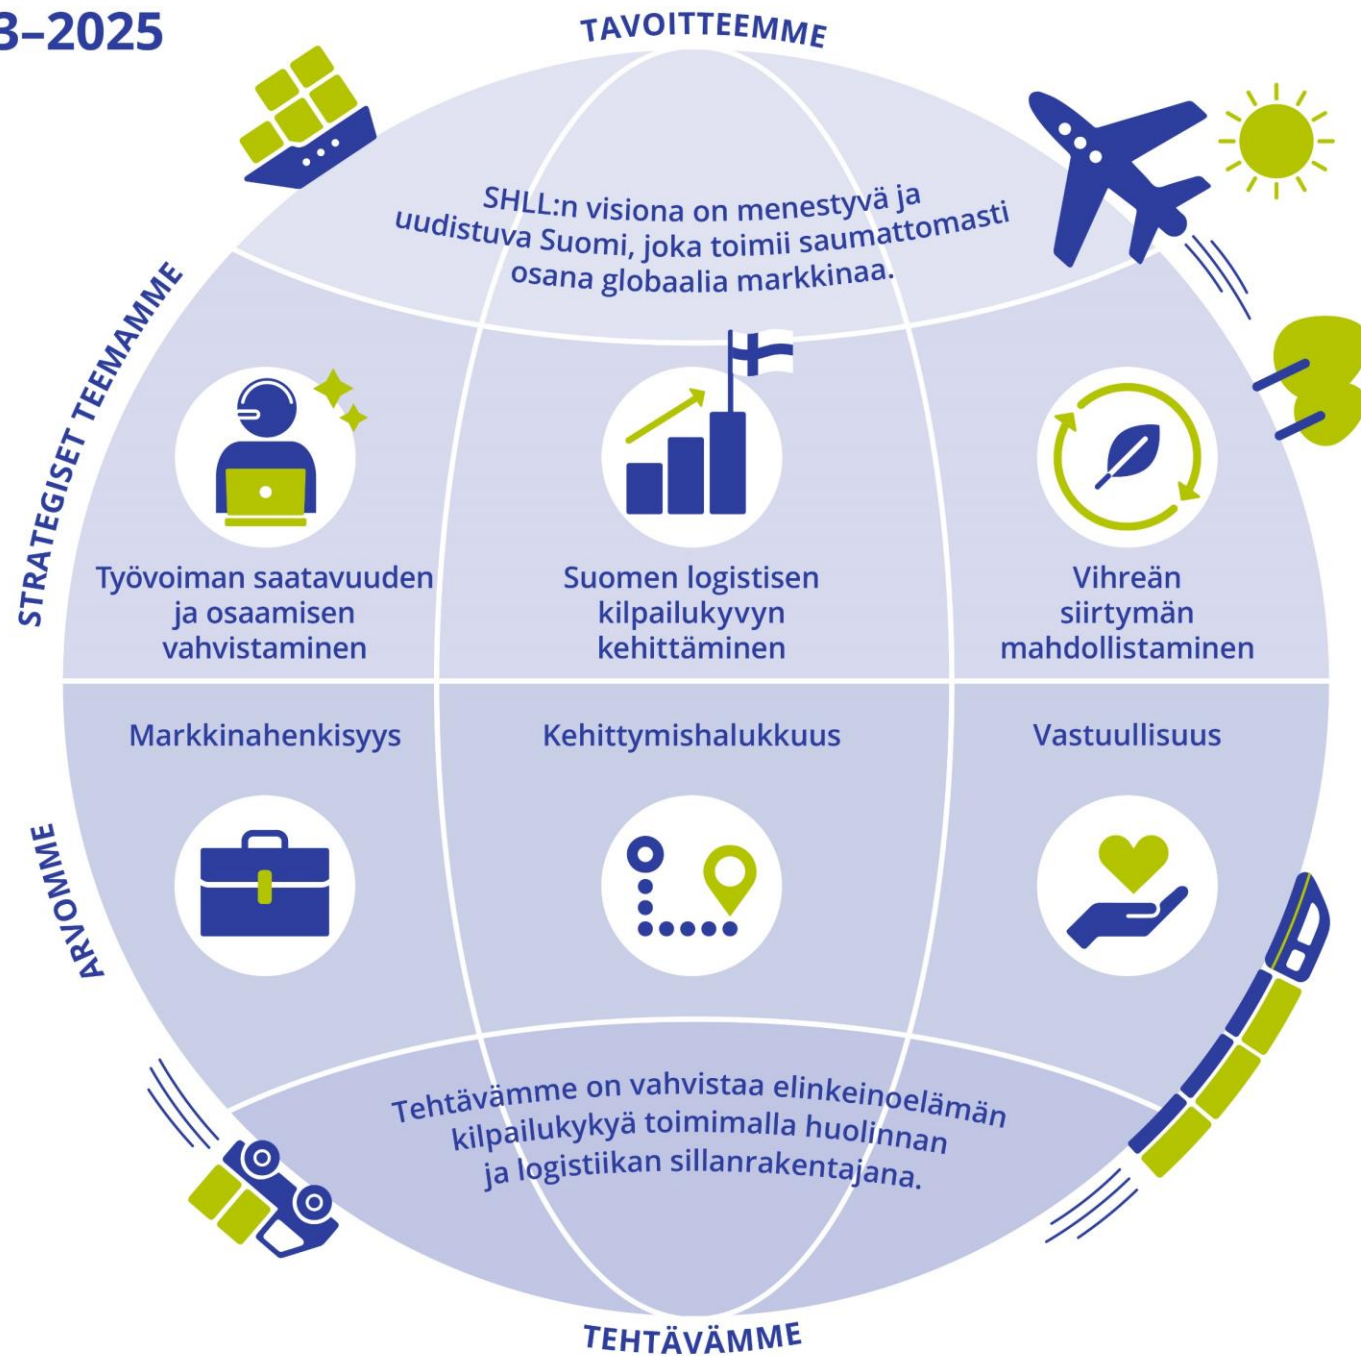 3–2025
TAVOITTEEMME
SHLL:n visiona on menestyvä ja
uudistuva Suomi, joka toimii saumattomasti
osana globaalia markkinaa.
STRATEGISET TEEMAMME
Työvoiman saatavuuden
ja osaamisen
vahvistaminen
Suomen logistisen
kilpailukyvyn
kehittäminen
Vihreän
siirtymän
mahdollistaminen
ARVOMME
Markkinahenkisyys
Kehittymishalukkuus
Vastuullisuus
Tehtävämme on vahvistaa elinkeinoelämän
kilpailukykyä toimimalla huolinnan
ja logistiikan sillanrakentajana.
TEHTÄVÄMME